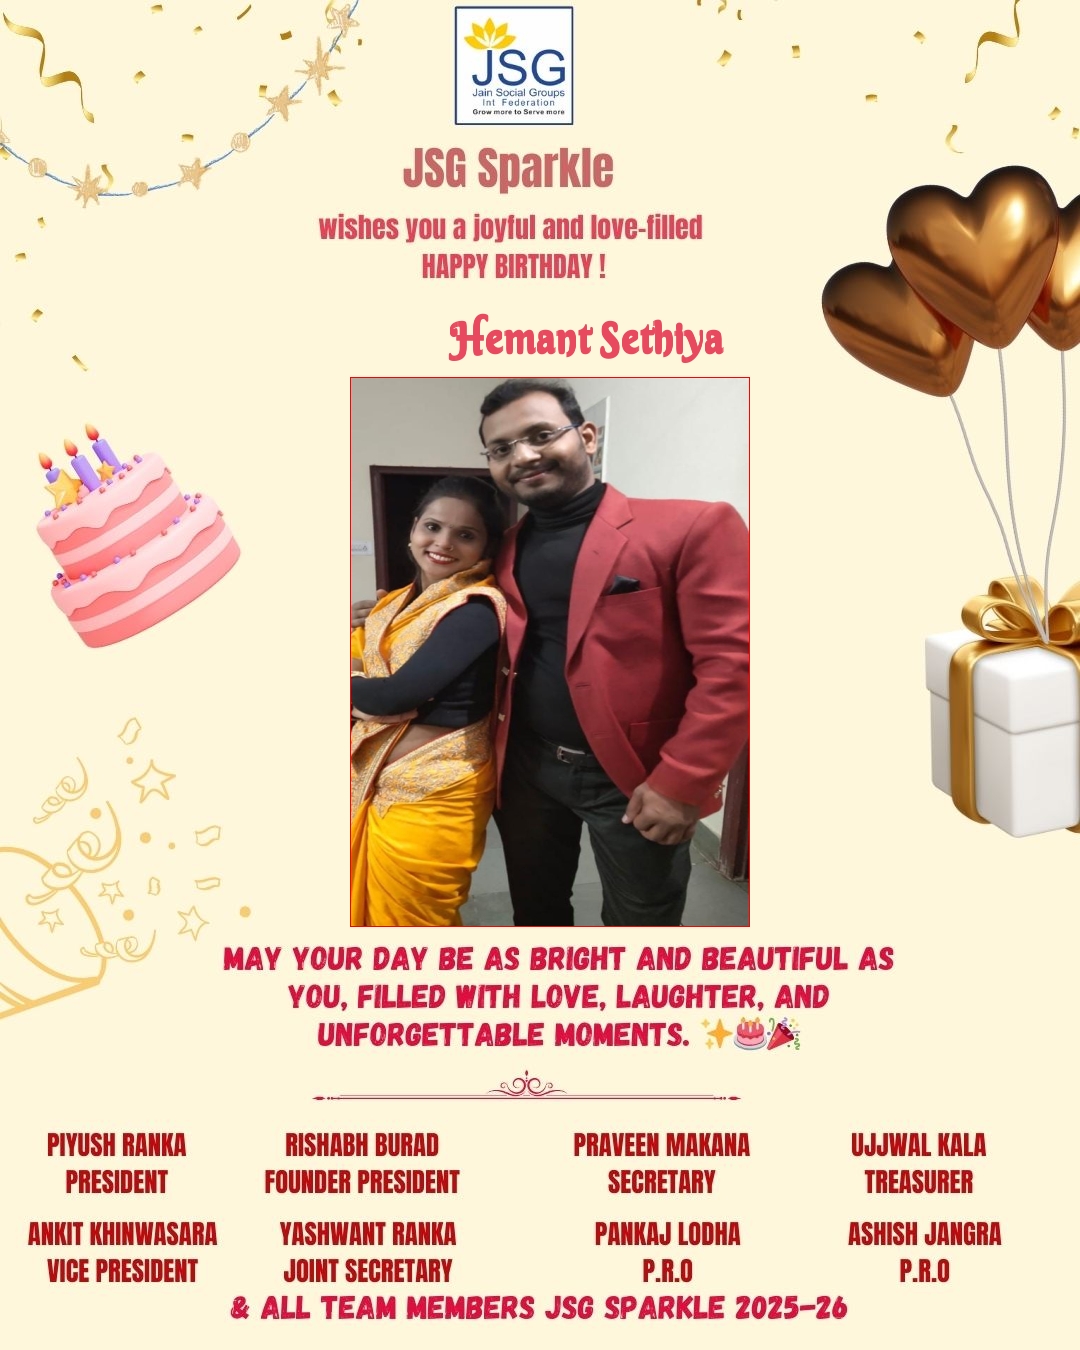 JSG
Jain Social Groups
Int Federation
Grow more to Serve more
JSG Sparkle
wishes you a joyful and love-filled
HAPPY BIRTHDAY !
Hemant Sethiya
MAY YOUR DAY BE AS BRIGHT AND BEAUTIFUL AS
YOU, FILLED WITH LOVE, LAUGHTER, AND
UNFORGETTABLE MOMENTS. ✨🎂🎉
PIYUSH RANKA
PRESIDENT
RISHABH BURAD
FOUNDER PRESIDENT
PRAVEEN MAKANA
SECRETARY
UJJWAL KALA
TREASURER
ANKIT KHINWASARA
VICE PRESIDENT
YASHWANT RANKA
JOINT SECRETARY
PANKAJ LODHA
P.R.O
ASHISH JANGRA
P.R.O
& ALL TEAM MEMBERS JSG SPARKLE 2025-26